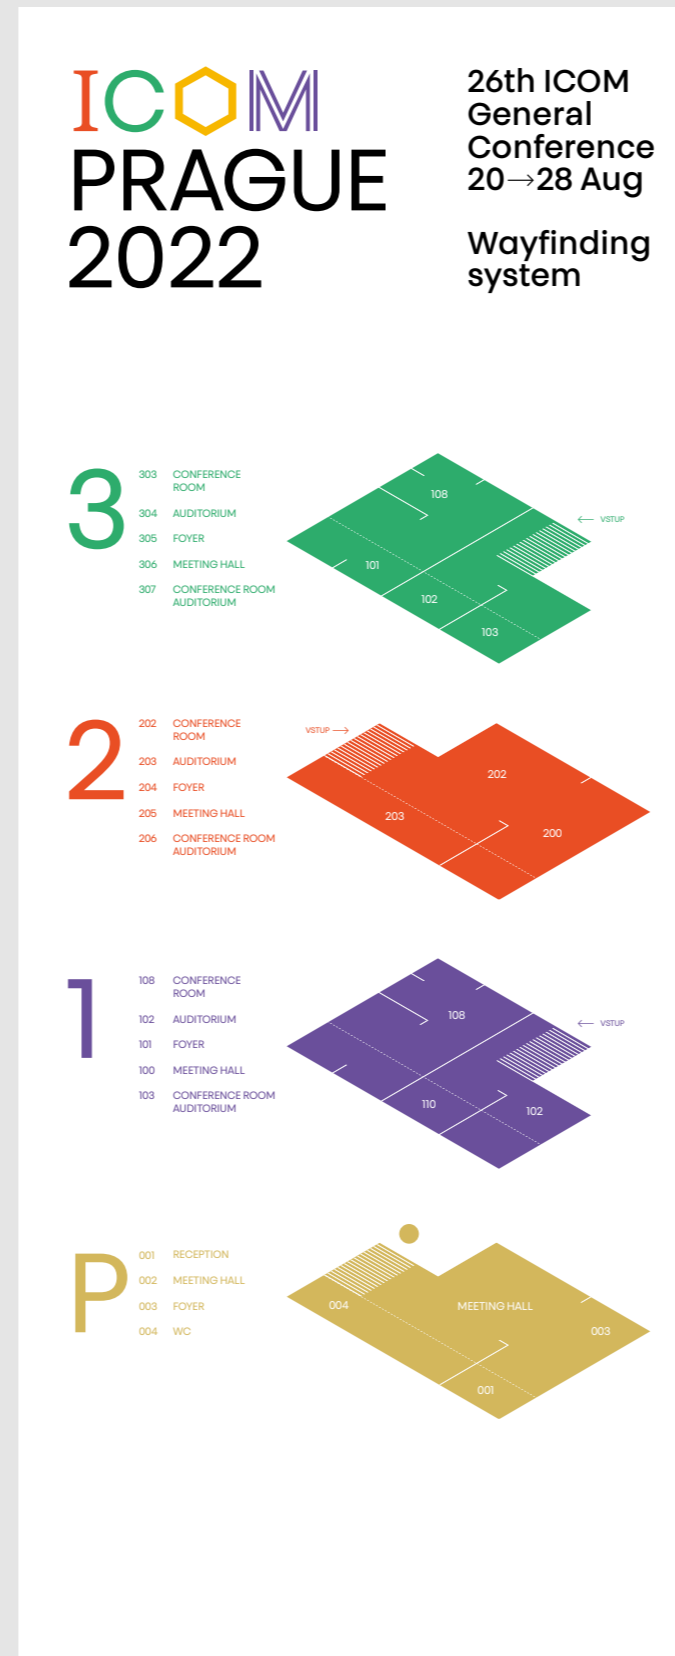 ICOM
PRAGUE
2022
26th ICOM
General
Conference
20→28 Aug
Wayfinding
system
3
303 CONFERENCE
ROOM
304 AUDITORIUM
305 FOYER
306 MEETING HALL
307 CONFERENCE ROOM
AUDITORIUM
108
← VSTUP
101
102
103
2
202 CONFERENCE
ROOM
203 AUDITORIUM
204 FOYER
205 MEETING HALL
206 CONFERENCE ROOM
AUDITORIUM
VSTUP →
202
203
200
1
108 CONFERENCE
ROOM
102 AUDITORIUM
101 FOYER
100 MEETING HALL
103 CONFERENCE ROOM
AUDITORIUM
108
← VSTUP
110
102
P
001 RECEPTION
002 MEETING HALL
003 FOYER
004 WC
004
MEETING HALL
003
001